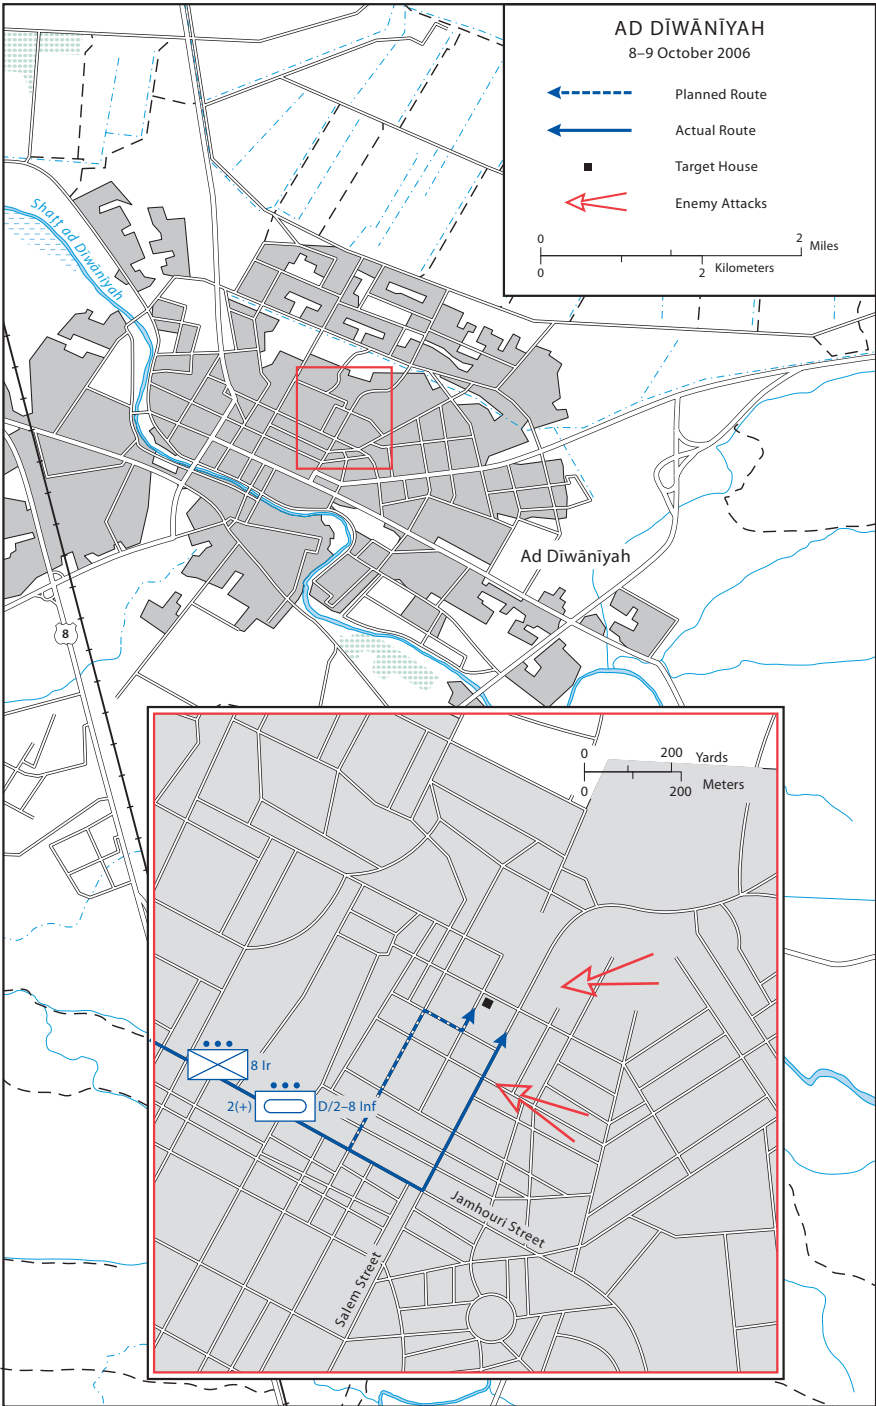 AD DĪWĀNĪYAH
8–9 October 2006
Planned Route
Actual Route
Target House
Enemy Attacks
0 2 Miles
0 2 Kilometers
Shaṭṭ ad Dīwānīyah
Ad Dīwānīyah
8
0 200 Yards
0 200 Meters
8 Ir
2(+) D/2–8 Inf
Jamhouri Street
Salem Street